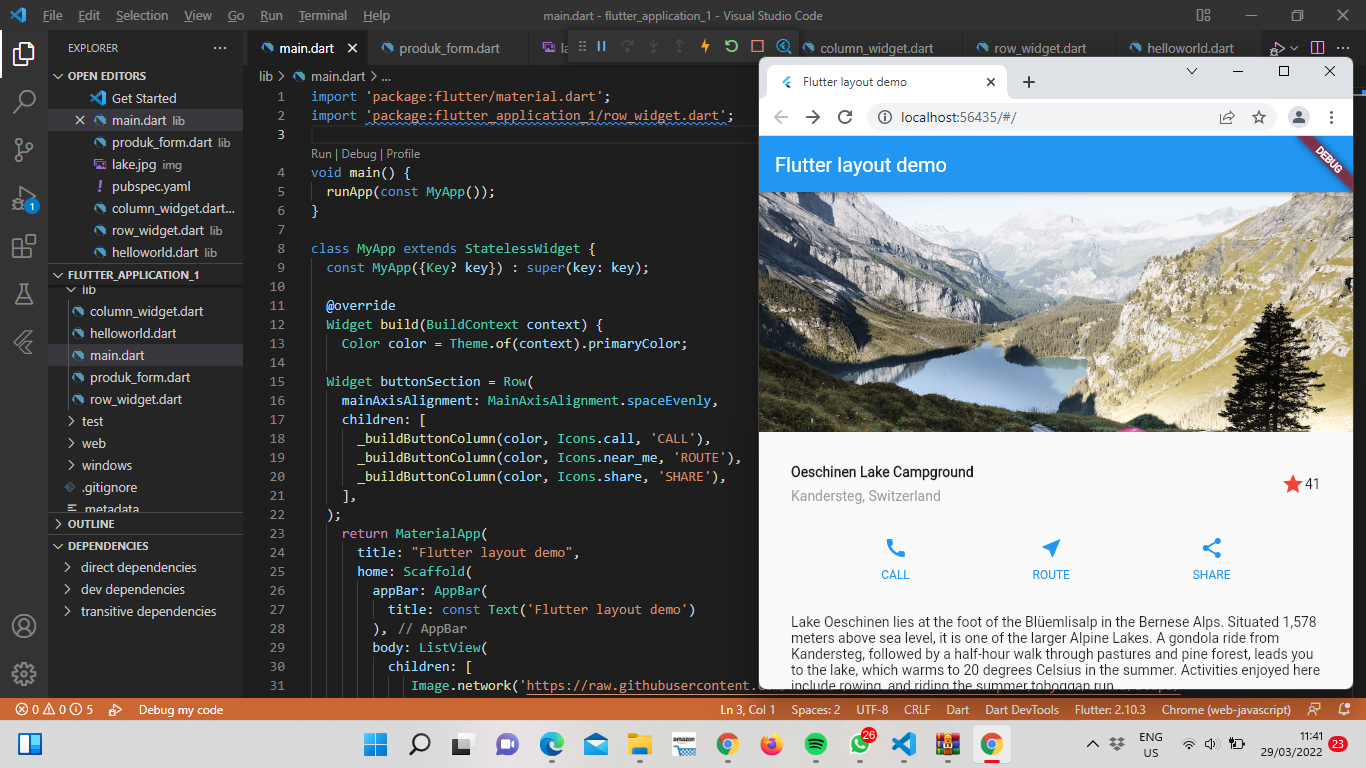 File Edit Selection View Go Run Terminal Help
main.dart - flutter_application_1 - Visual Studio Code
EXPLORER
OPEN EDITORS
Get Started
main.dart lib
produk_form.dart lib
lake.jpg img
pubspec.yaml
column_widget.dart...
row_widget.dart lib
helloworld.dart lib
FLUTTER_APPLICATION_1
lib
column_widget.dart
helloworld.dart
main.dart
produk_form.dart
row_widget.dart
test
web
windows
.gitignore
.metadata
OUTLINE
DEPENDENCIES
direct dependencies
dev dependencies
transitive dependencies
1
main.dart
produk_form.dart
column_widget.dart
row_widget.dart
helloworld.dart
lib > main.dart > ...
1 import 'package:flutter/material.dart';
2 import 'package:flutter_application_1/row_widget.dart';
3
Run | Debug | Profile
4 void main() {
5 runApp(const MyApp());
6 }
7
8 class MyApp extends StatelessWidget {
9 const MyApp({Key? key}) : super(key: key);
10
11 @override
12 Widget build(BuildContext context) {
13 Color color = Theme.of(context).primaryColor;
14
15 Widget buttonSection = Row(
16 mainAxisAlignment: MainAxisAlignment.spaceEvenly,
17 children: [
18 _buildButtonColumn(color, Icons.call, 'CALL'),
19 _buildButtonColumn(color, Icons.near_me, 'ROUTE'),
20 _buildButtonColumn(color, Icons.share, 'SHARE'),
21 ],
22 );
23 return MaterialApp(
24 title: "Flutter layout demo",
25 home: Scaffold(
26 appBar: AppBar(
27 title: const Text('Flutter layout demo')
28 ), // AppBar
29 body: ListView(
30 children: [
31 Image.network('https://raw.githubusercontent.
Flutter layout demo
localhost:56435/#/
Flutter layout demo
DEBUG
Oeschinen Lake Campground
Kandersteg, Switzerland
41
CALL ROUTE SHARE
Lake Oeschinen lies at the foot of the Blüemlisalp in the Bernese Alps. Situated 1,578
meters above sea level, it is one of the larger Alpine Lakes. A gondola ride from
Kandersteg, followed by a half-hour walk through pastures and pine forest, leads you
to the lake, which warms to 20 degrees Celsius in the summer. Activities enjoyed here
include rowing, and riding the summer toboggan run.
0 0 5 Debug my code
Ln 3, Col 1 Spaces: 2 UTF-8 CRLF Dart Dart DevTools Flutter: 2.10.3 Chrome (web-javascript)
amazon
26
ENG
US
11:41
29/03/2022
23